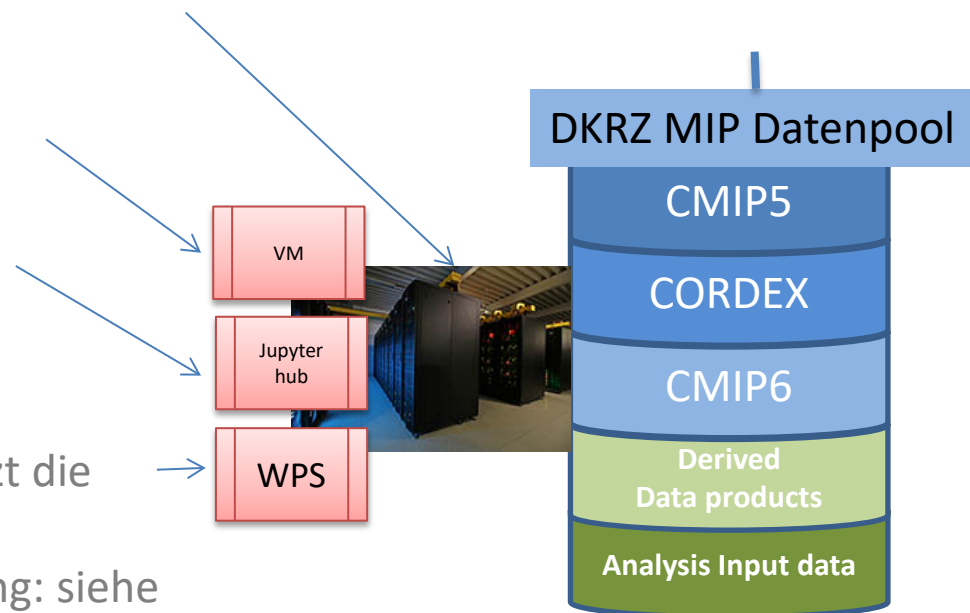 DKRZ MIP Datenpool
CMIP5
VM
CORDEX
Jupyter
hub
CMIP6
zt die
WPS
Derived
Data products
Analysis Input data
ng: siehe